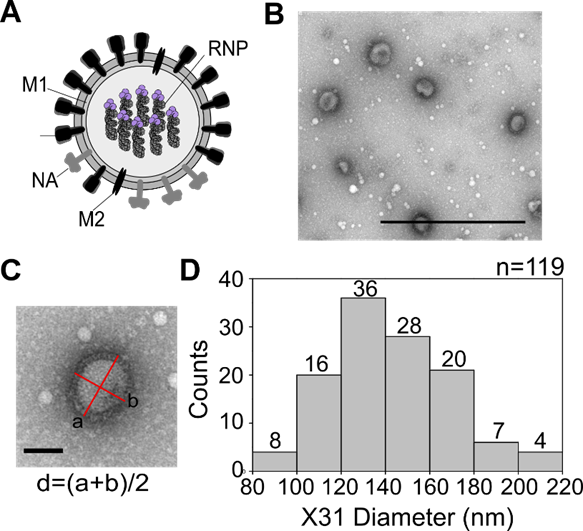 A
RNP
M1
NA
M2
B
C
a
b
d=(a+b)/2
D
n=119
Counts
40
30
20
10
0
8
16
36
28
20
7
4
80 100 120 140 160 180 200 220
X31 Diameter (nm)